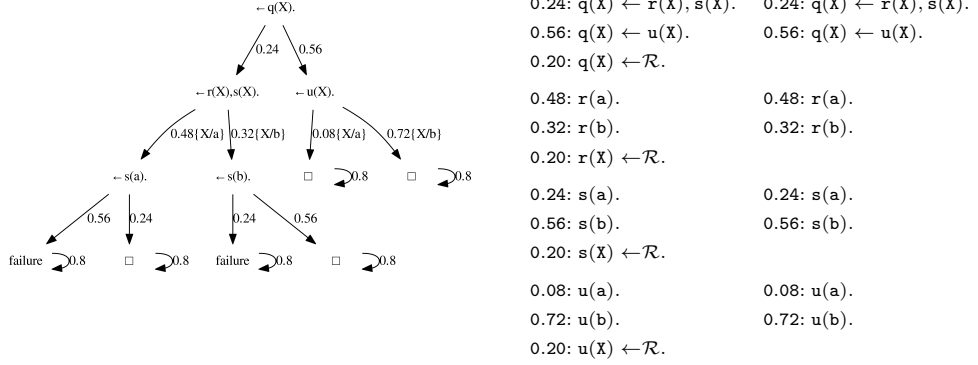 ←q(X).
0.24 0.56
←r(X),s(X). ←u(X).
0.48{X/a} 0.32{X/b} 0.08{X/a} 0.72{X/b}
←s(a). ←s(b). □ 0.8 □ 0.8
0.56 0.24 0.24 0.56
failure 0.8 □ 0.8 failure 0.8 □ 0.8
0.24: q(X) ← r(X), s(X).
0.56: q(X) ← u(X).
0.20: q(X) ←ℛ.
0.48: r(a).
0.32: r(b).
0.20: r(X) ←ℛ.
0.24: s(a).
0.56: s(b).
0.20: s(X) ←ℛ.
0.08: u(a).
0.72: u(b).
0.20: u(X) ←ℛ.
0.24: q(X) ← r(X), s(X).
0.56: q(X) ← u(X).
0.48: r(a).
0.32: r(b).
0.24: s(a).
0.56: s(b).
0.08: u(a).
0.72: u(b).